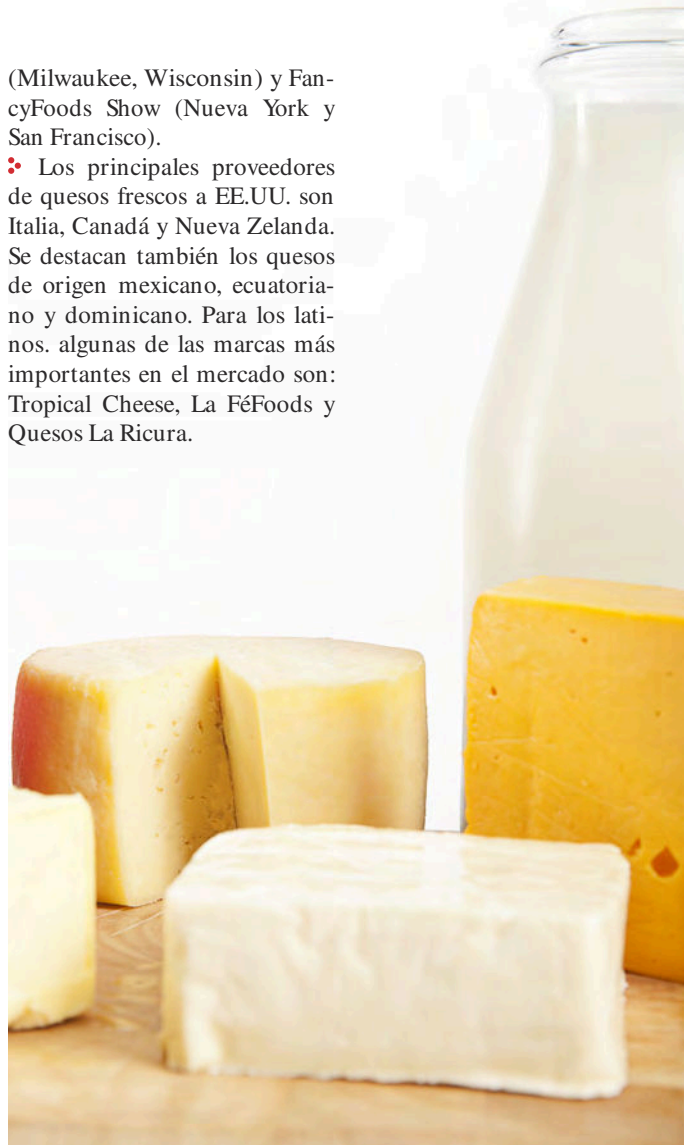 (Milwaukee, Wisconsin) y Fan-
cyFoods Show (Nueva York y
San Francisco).
Los principales proveedores
de quesos frescos a EE.UU. son
Italia, Canadá y Nueva Zelanda.
Se destacan también los quesos
de origen mexicano, ecuatoria-
no y dominicano. Para los lati-
nos. algunas de las marcas más
importantes en el mercado son:
Tropical Cheese, La FéFoods y
Quesos La Ricura.